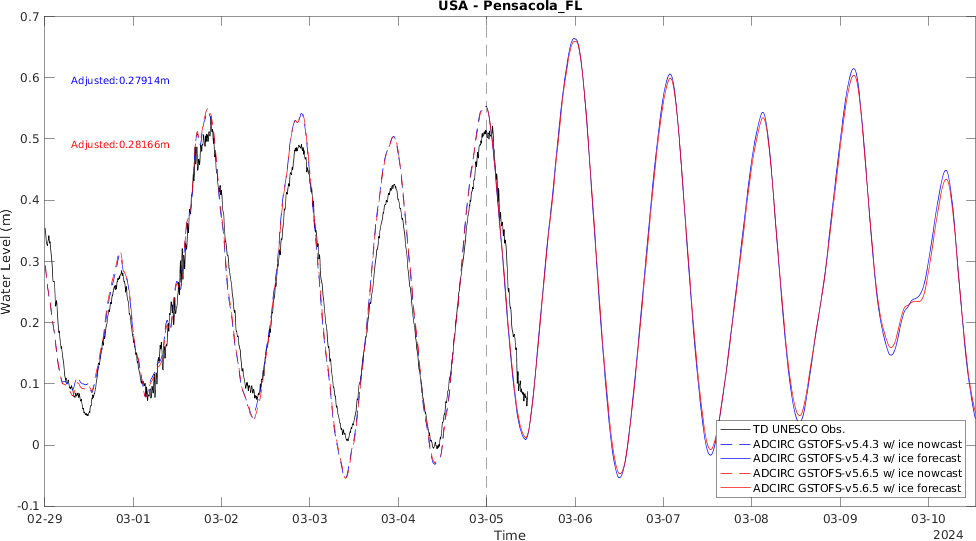 USA - Pensacola_FL
0.7
0.6
0.5
0.4
0.3
0.2
0.1
0
-0.1
Water Level (m)
Adjusted:0.27914m
Adjusted:0.28166m
TD UNESCO Obs.
ADCIRC GSTOFS-v5.4.3 w/ ice nowcast
ADCIRC GSTOFS-v5.4.3 w/ ice forecast
ADCIRC GSTOFS-v5.6.5 w/ ice nowcast
ADCIRC GSTOFS-v5.6.5 w/ ice forecast
02-29 03-01 03-02 03-03 03-04 03-05 03-06 03-07 03-08 03-09 03-10
Time
2024